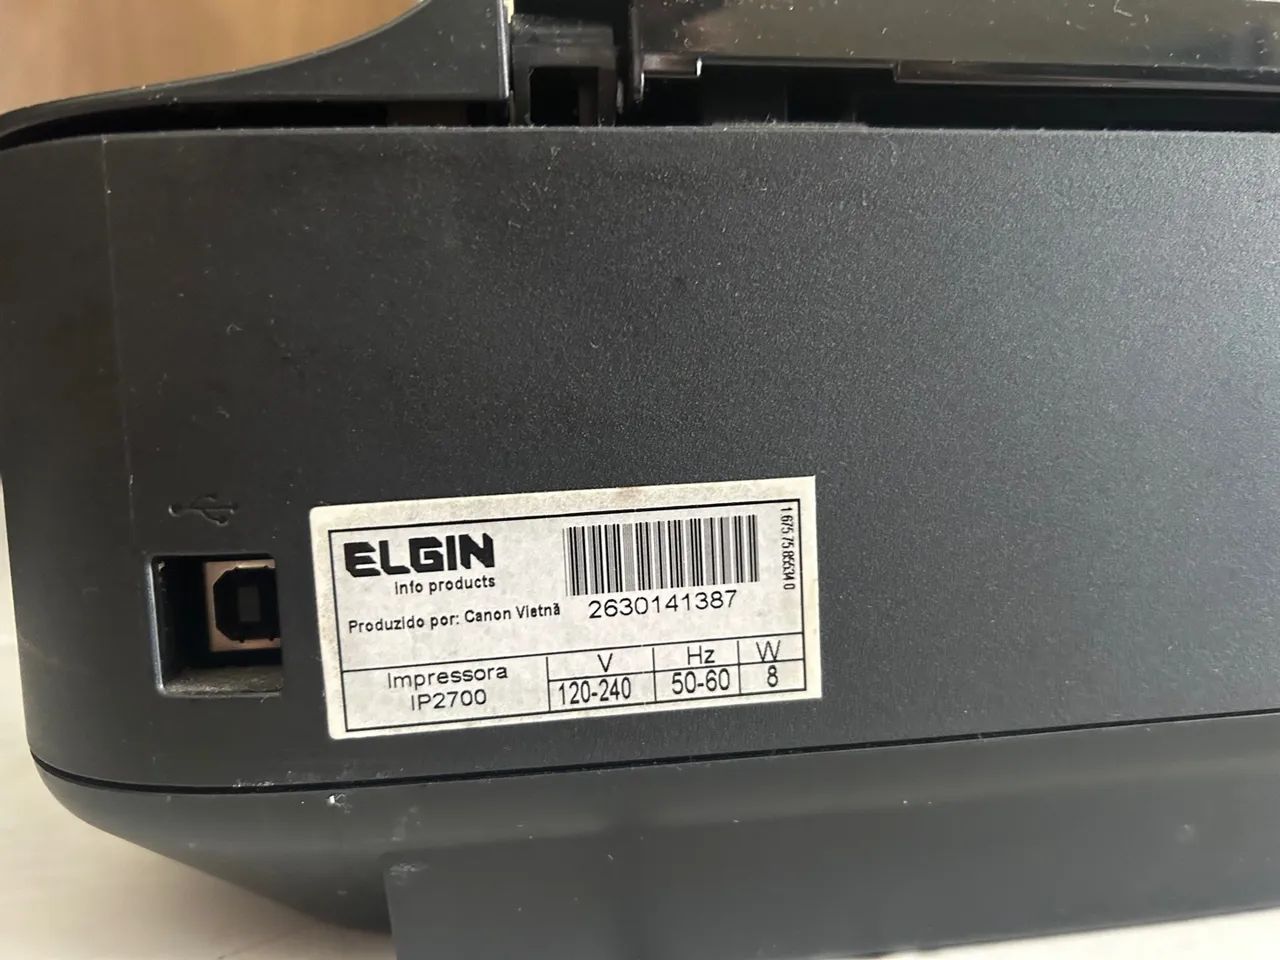 ELGIN
info products
Produzido por: Canon Vietnã
2630141387
Impressora
IP2700
V Hz W
120-240 50-60 8